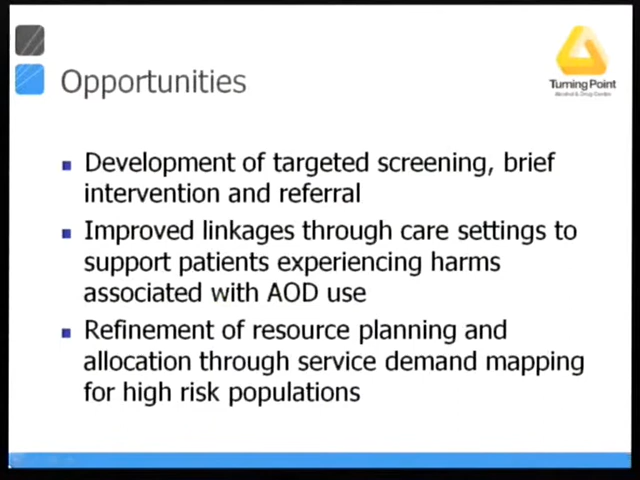 Opportunities
Turning Point
Alcohol & Drug Centre
Development of targeted screening, brief
intervention and referral
Improved linkages through care settings to
support patients experiencing harms
associated with AOD use
Refinement of resource planning and
allocation through service demand mapping
for high risk populations